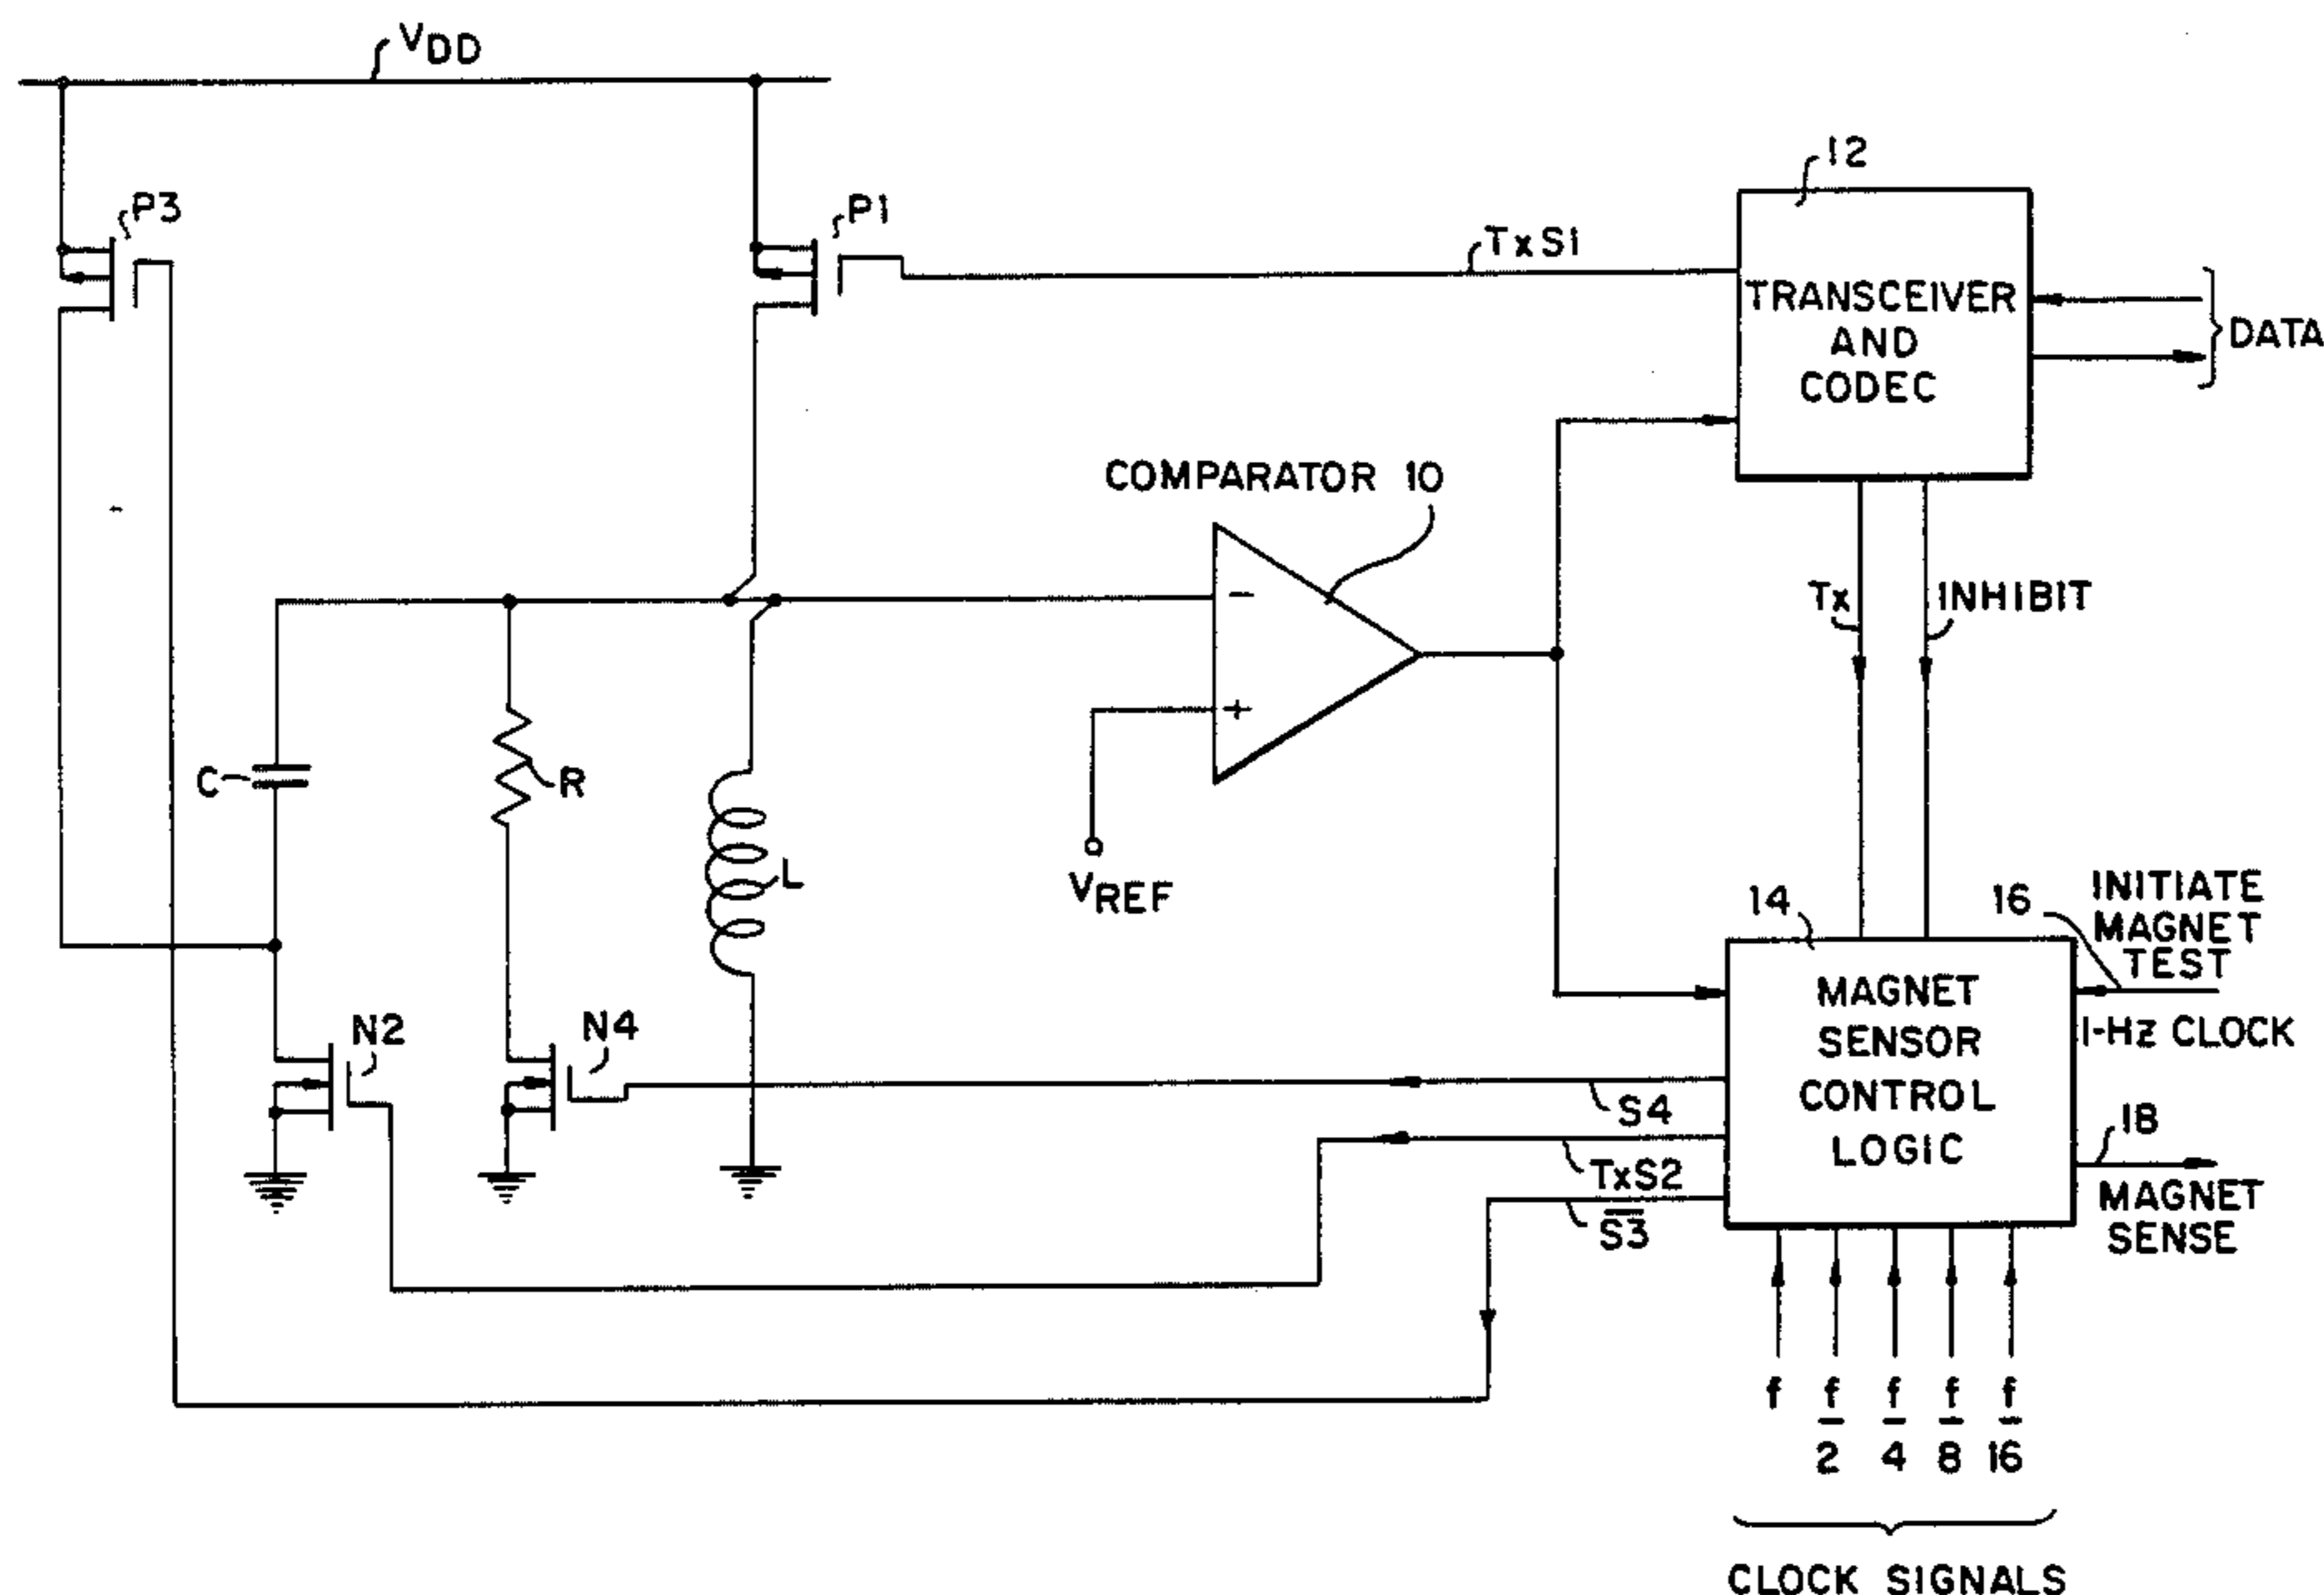 VDD
P3
P1
TxS1
12
TRANSCEIVER
AND
CODEC
DATA
COMPARATOR 10
Tx
INHIBIT
−
+
C
R
L
VREF
14
16
INITIATE
MAGNET
TEST
1-Hz CLOCK
MAGNET
SENSOR
CONTROL
LOGIC
N2
N4
S4
TxS2
S̅3̅
18
MAGNET
SENSE
f
f/2
f/4
f/8
f/16
CLOCK SIGNALS